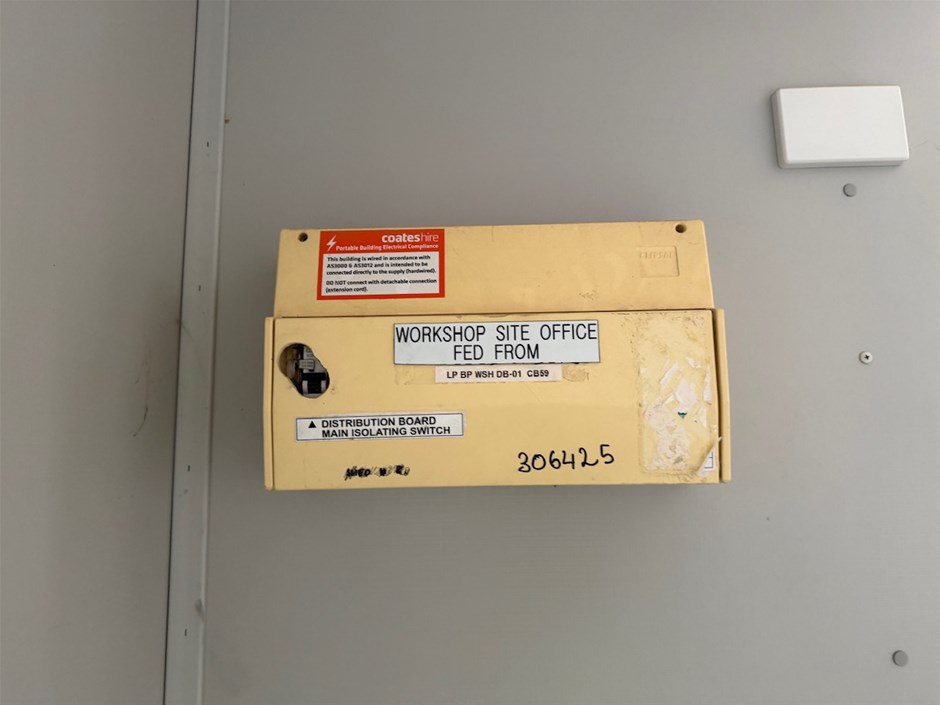 coateshire
Portable Building Electrical Compliance
This building is wired in accordance with
AS3000 & AS3012 and is intended to be
connected directly to the supply (hardwired).
DO NOT connect with detachable connection
(extension cord).
WORKSHOP SITE OFFICE
FED FROM
LP BP WSH DB-01 CB59
▲ DISTRIBUTION BOARD
MAIN ISOLATING SWITCH
306425